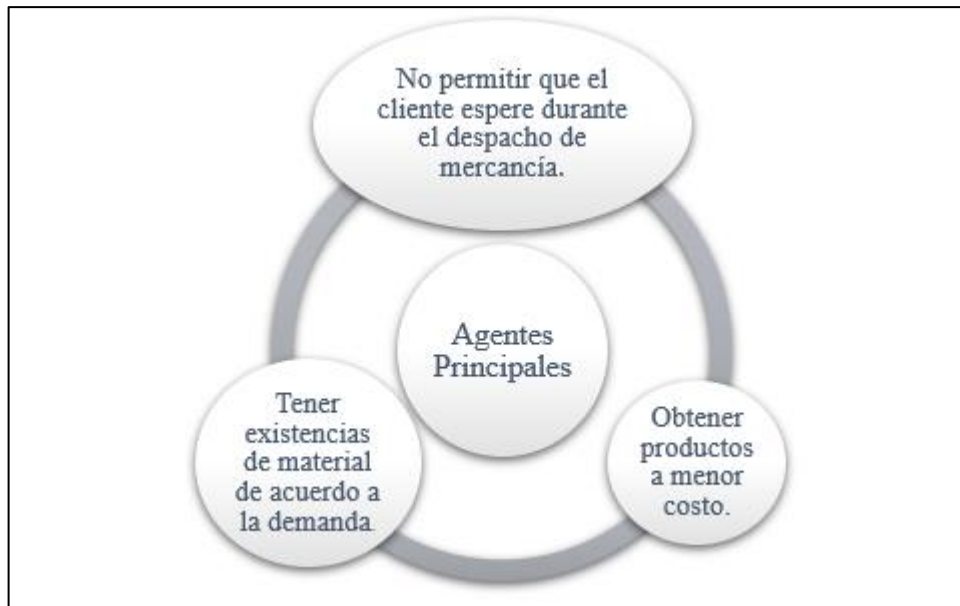 No permitir que el
cliente espere durante
el despacho de
mercancía.
Agentes
Principales
Tener
existencias
de material
de acuerdo a
la demanda
Obtener
productos
a menor
costo.